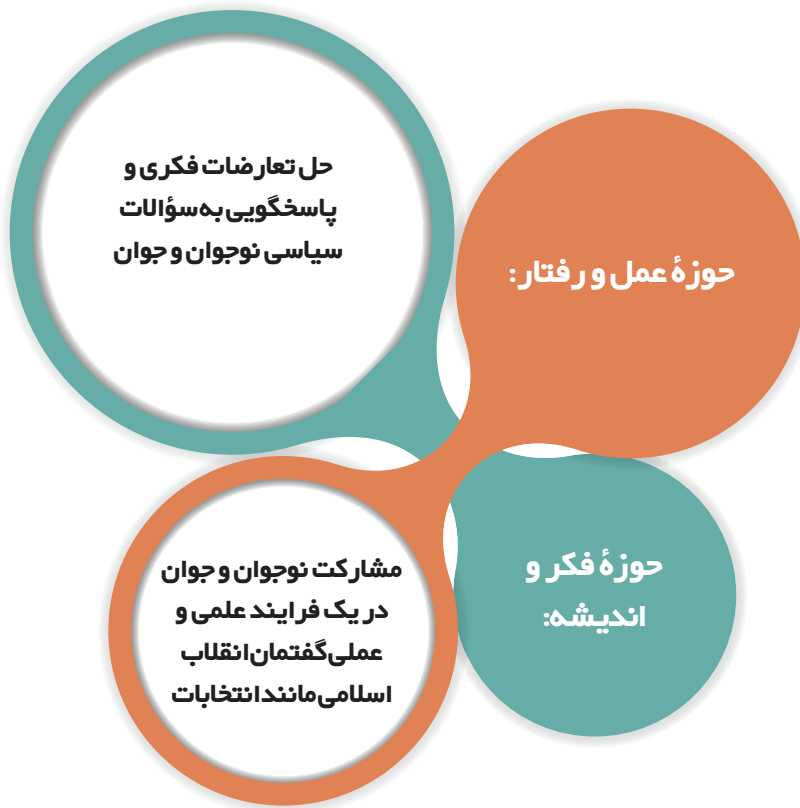 حوزهٔ عمل و رفتار:
حل تعارضات فکری و
پاسخگویی به سؤالات
سیاسی نوجوان و جوان
حوزهٔ فکر و
اندیشه:
مشارکت نوجوان و جوان
در یک فرایند علمی و
عملی گفتمان انقلاب
اسلامی مانند انتخابات